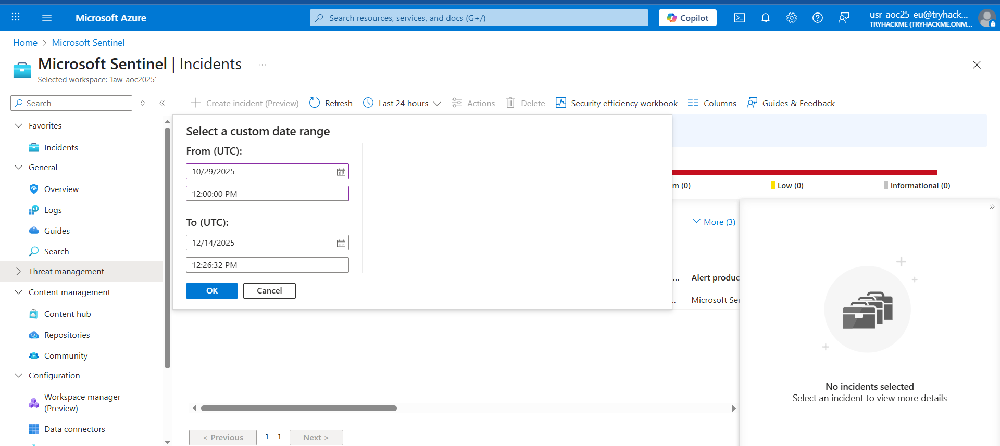 Microsoft Azure
Search resources, services, and docs (G+/)
Copilot
usr-aoc25-eu@tryhack...
TRYHACKME (TRYHACKME.ONM...
Home > Microsoft Sentinel
Microsoft Sentinel | Incidents ...
Selected workspace: 'law-aoc2025'
Search
Create incident (Preview) Refresh Last 24 hours Actions Delete Security efficiency workbook Columns Guides & Feedback
Favorites
Incidents
General
Overview
Logs
Guides
Search
Threat management
Content management
Content hub
Repositories
Community
Configuration
Workspace manager
(Preview)
Data connectors
Select a custom date range
From (UTC):
10/29/2025
12:00:00 PM
To (UTC):
12/14/2025
12:26:32 PM
OK Cancel
m (0) Low (0) Informational (0)
More (3)
... Alert produc
.. Microsoft Ser
No incidents selected
Select an incident to view more details
< Previous 1 - 1 Next >